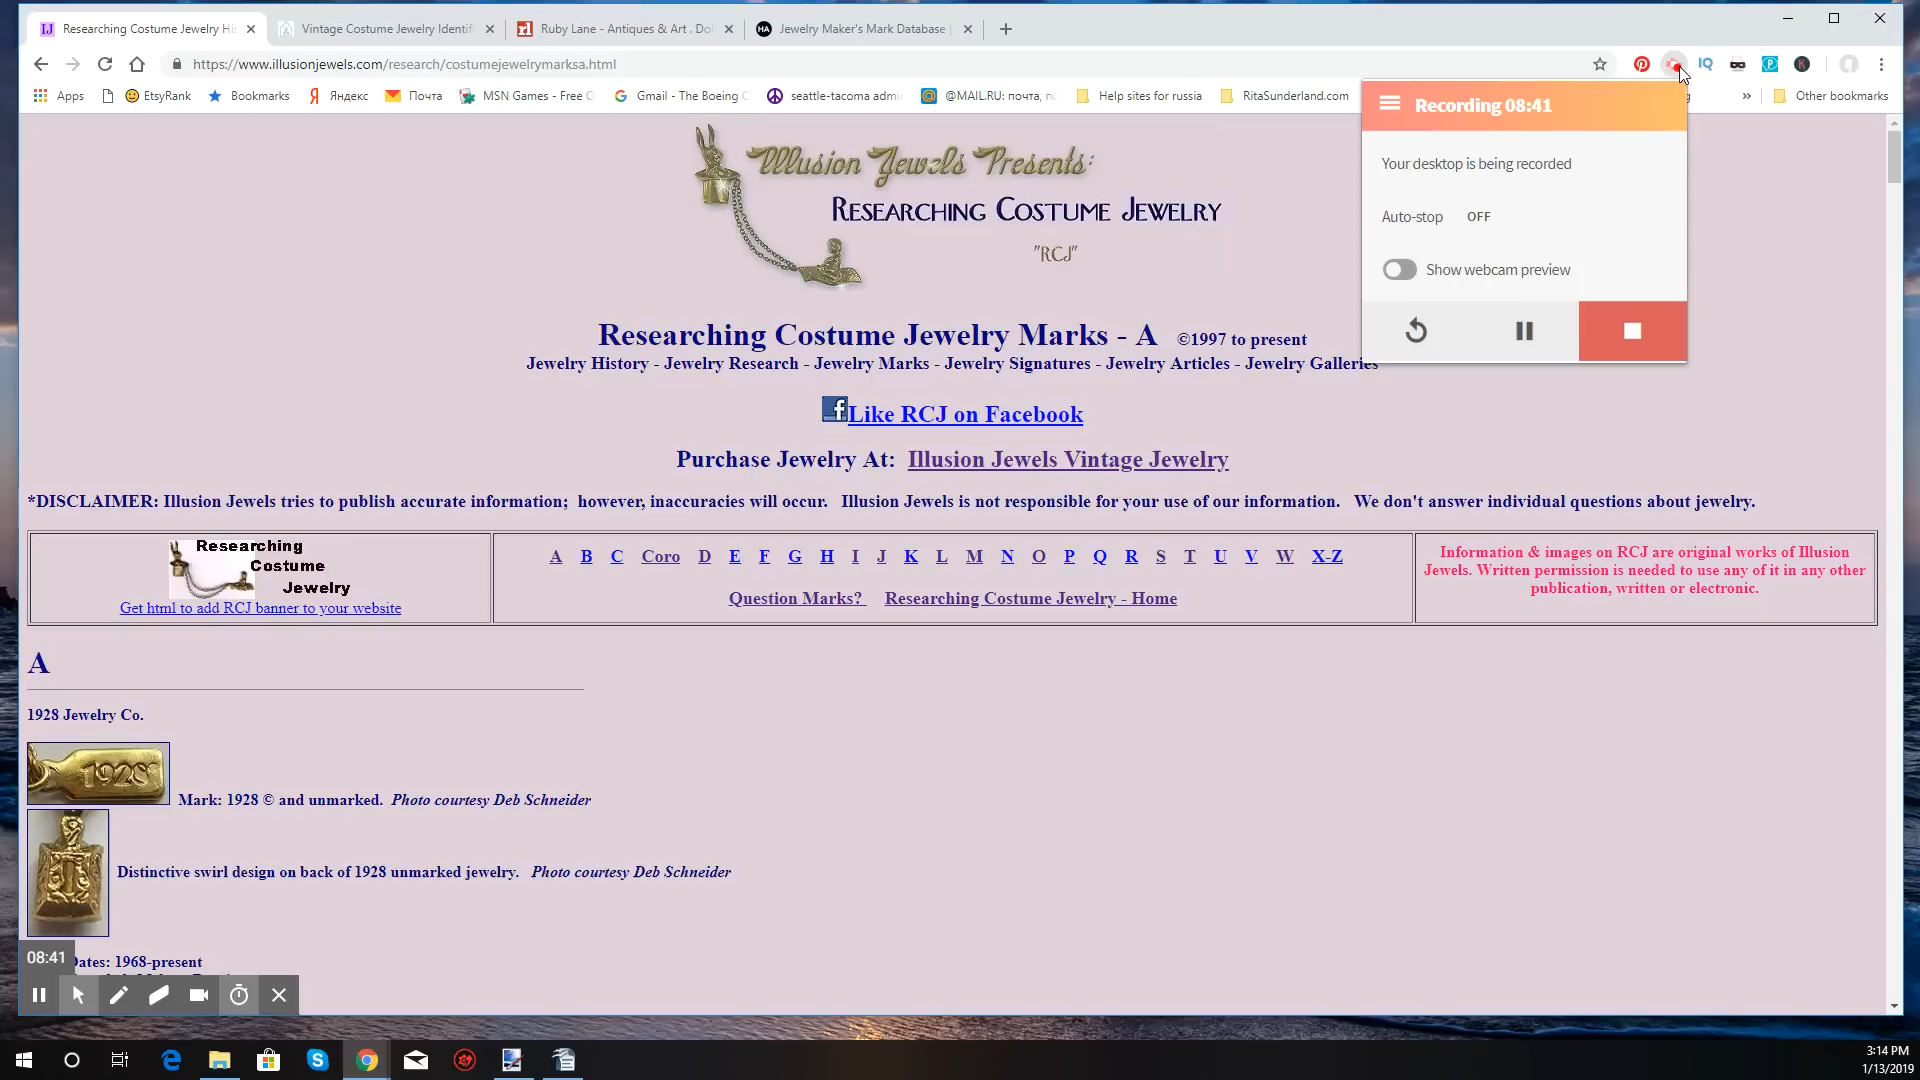 IJ Researching Costume Jewelry Hi
Vintage Costume Jewelry Identifi
rl Ruby Lane - Antiques & Art . Dol
HA Jewelry Maker's Mark Database |
https://www.illusionjewels.com/research/costumejewelrymarksa.html
IQ
P
K
Apps
EtsyRank
Bookmarks
Яндекс
Почта
MSN Games - Free O
Gmail - The Boeing C
seattle-tacoma admi
@MAIL.RU: почта, по
Help sites for russia
RitaSunderland.com
»
Other bookmarks
Recording 08:41
Your desktop is being recorded
Auto-stop OFF
Show webcam preview
Illusion Jewels Presents:
RESEARCHING COSTUME JEWELRY
"RCJ"
Researching Costume Jewelry Marks - A ©1997 to present
Jewelry History - Jewelry Research - Jewelry Marks - Jewelry Signatures - Jewelry Articles - Jewelry Galleries
Like RCJ on Facebook
Purchase Jewelry At: Illusion Jewels Vintage Jewelry
*DISCLAIMER: Illusion Jewels tries to publish accurate information; however, inaccuracies will occur. Illusion Jewels is not responsible for your use of our information. We don't answer individual questions about jewelry.
Researching
Costume
Jewelry
Get html to add RCJ banner to your website
A B C Coro D E F G H I J K L M N O P Q R S T U V W X-Z
Question Marks? Researching Costume Jewelry - Home
Information & images on RCJ are original works of Illusion
Jewels. Written permission is needed to use any of it in any other
publication, written or electronic.
A
1928 Jewelry Co.
1928
Mark: 1928 © and unmarked. Photo courtesy Deb Schneider
Distinctive swirl design on back of 1928 unmarked jewelry. Photo courtesy Deb Schneider
08:41
Dates: 1968-present
3:14 PM
1/13/2019